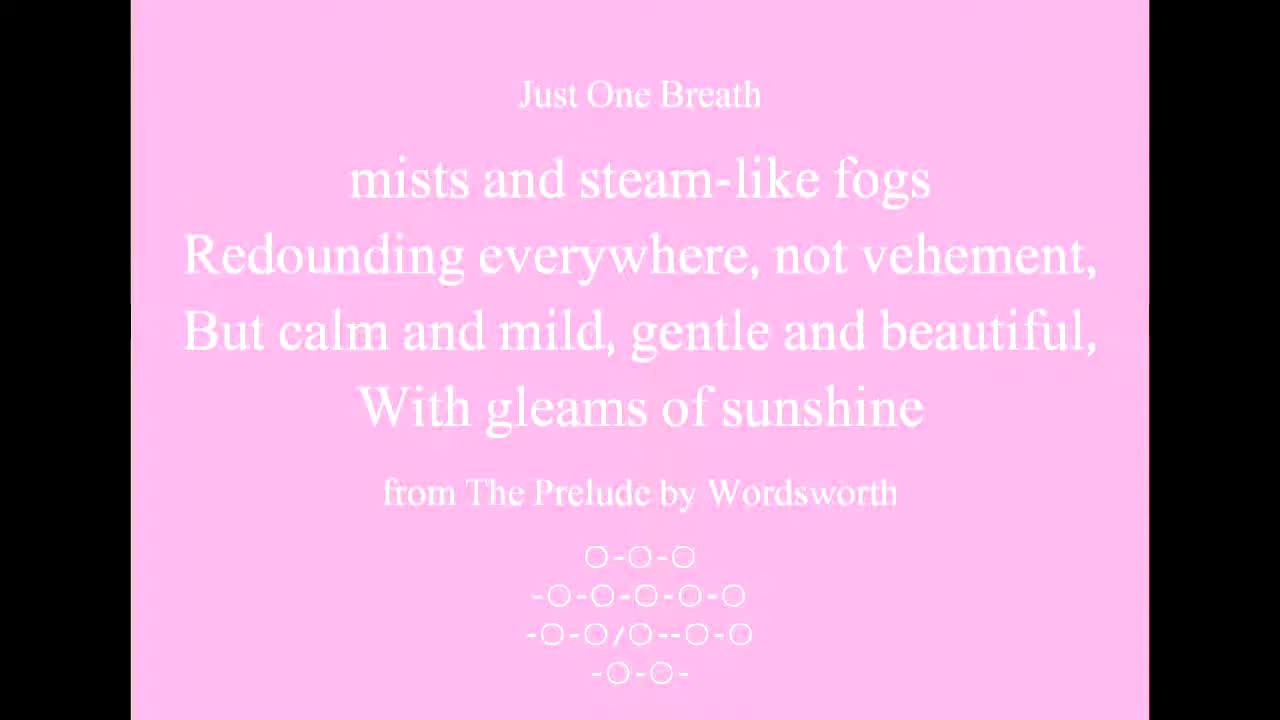 Just One Breath
mists and steam-like fogs
Redounding everywhere, not vehement,
But calm and mild, gentle and beautiful,
With gleams of sunshine
from The Prelude by Wordsworth
○-○-○
-○-○-○-○-○
-○-○/○--○-○
-○-○-